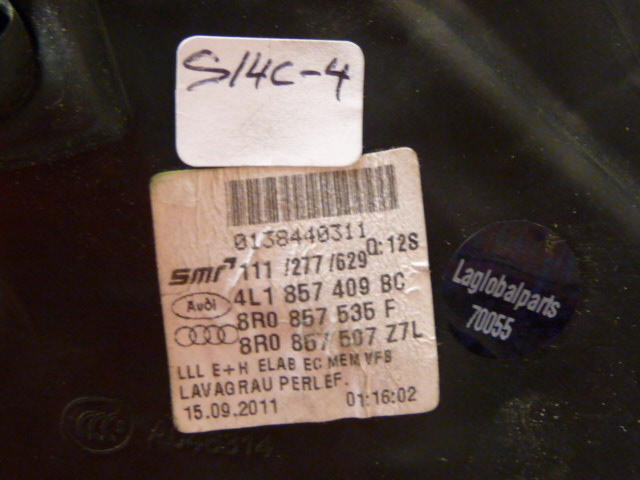 S14C-4
0138440311
Q:12S
smr 111 /277 /629
Audi 4L1 857 409 BC
8R0 857 535 F
8R0 857 507 Z7L
LLL E+H ELAB EC MEM VFB
LAVAGRAU PERLEF.
15.09.2011 01:16:02
Laglobalparts
70055